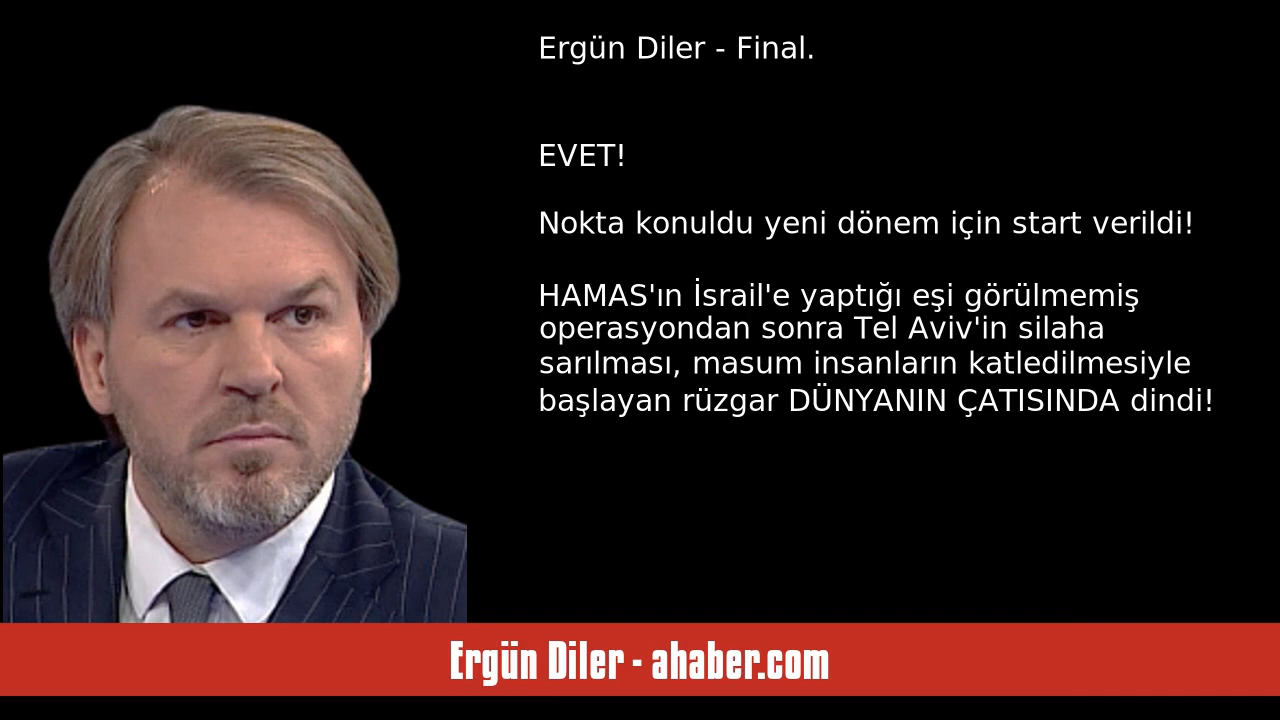 Ergün Diler - Final.
EVET!
Nokta konuldu yeni dönem için start verildi!
HAMAS'ın İsrail'e yaptığı eşi görülmemiş
operasyondan sonra Tel Aviv'in silaha
sarılması, masum insanların katledilmesiyle
başlayan rüzgar DÜNYANIN ÇATISINDA dindi!
Ergün Diler - ahaber.com